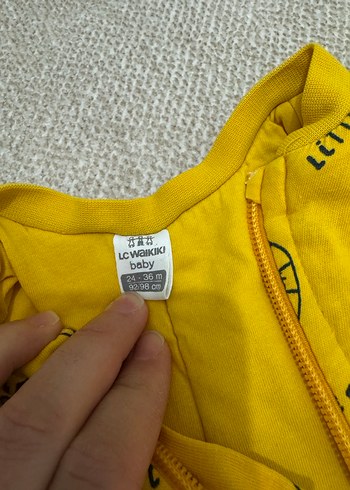 LC WAIKIKI
baby
24 - 36 m
92-98 cm